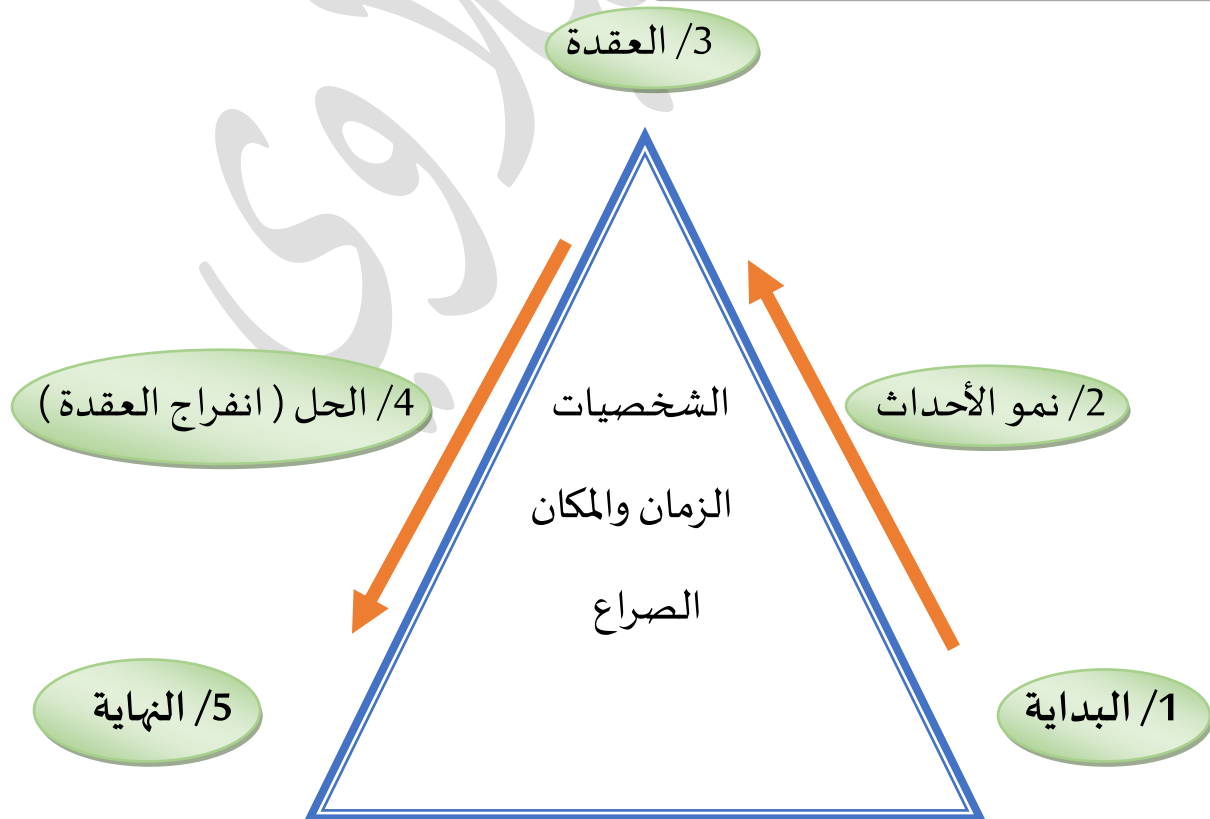 3/ العقدة
2/ نمو الأحداث
4/ الحل ( انفراج العقدة )
الشخصيات
الزمان والمكان
الصراع
1/ البداية
5/ النهاية